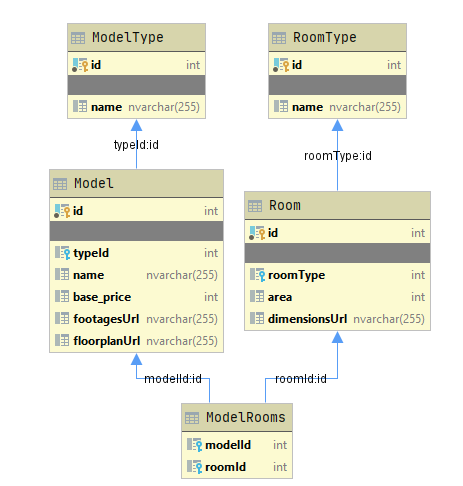 ModelType
id int
name nvarchar(255)
RoomType
id int
name nvarchar(255)
typeId:id
roomType:id
Model
id int
typeId int
name nvarchar(255)
base_price int
footagesUrl nvarchar(255)
floorplanUrl nvarchar(255)
Room
id int
roomType int
area int
dimensionsUrl nvarchar(255)
modelId:id
roomId:id
ModelRooms
modelId int
roomId int